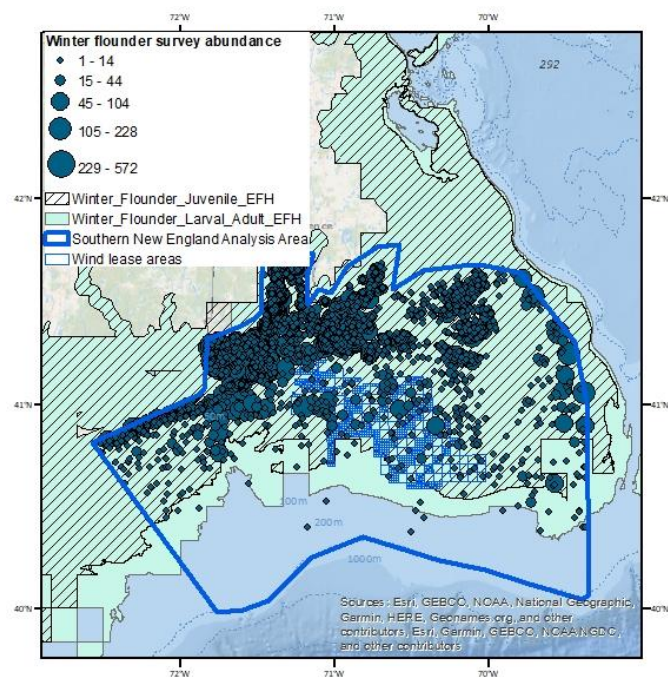 72°W 71°W 70°W
Winter flounder survey abundance
1 - 14
15 - 44
45 - 104
105 - 228
229 - 572
Winter_Flounder_Juvenile_EFH
Winter_Flounder_Larval_Adult_EFH
Southern New England Analysis Area
Wind lease areas
292
42°N 42°N
41°N 41°N
100m
200m
1000m
40°N 40°N
Sources: Esri, GEBCO, NOAA, National Geographic,
Garmin, HERE, Geonames.org, and other
contributors, Esri, Garmin, GEBCO, NOAA NGDC,
and other contributors
72°W 71°W 70°W